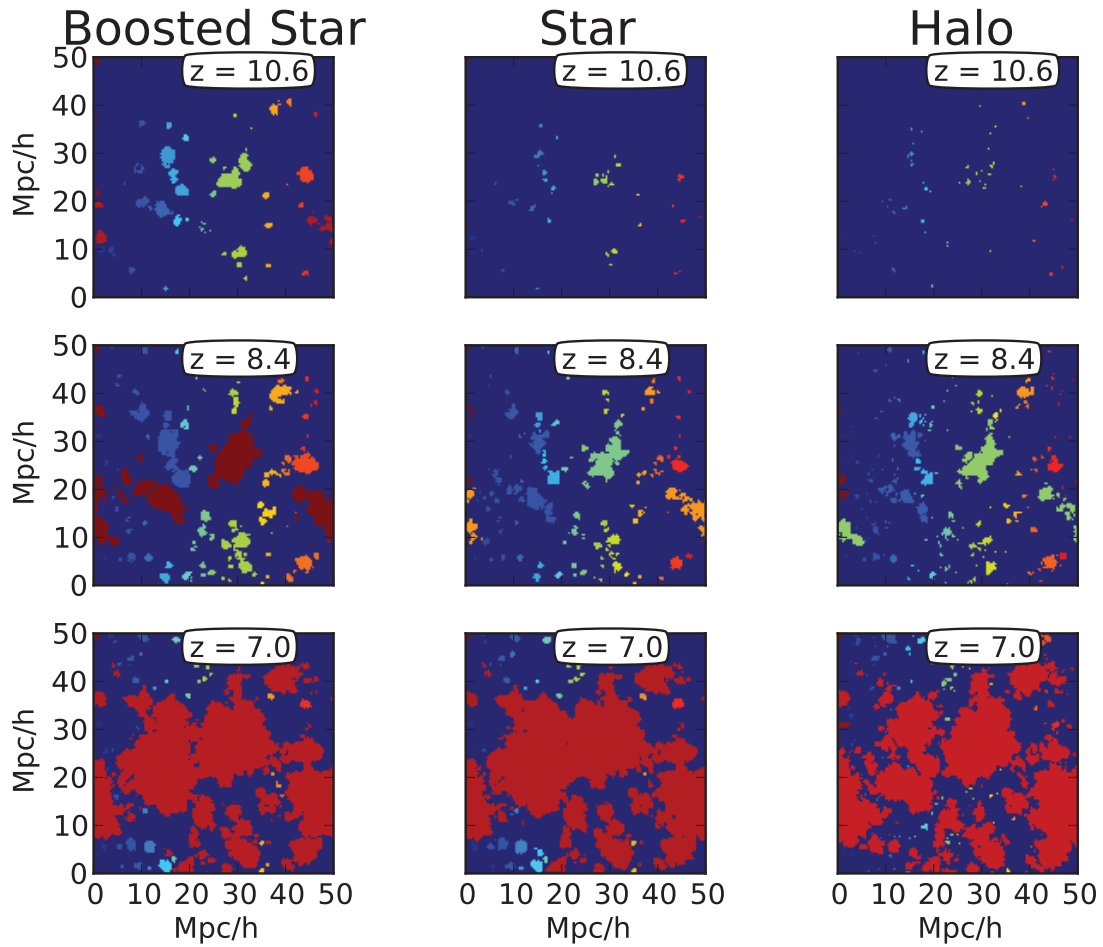 Boosted Star Star Halo
50 z = 10.6 z = 10.6 z = 10.6
40
30
20
10
0
Mpc/h
50 z = 8.4 z = 8.4 z = 8.4
40
30
20
10
0
Mpc/h
50 z = 7.0 z = 7.0 z = 7.0
40
30
20
10
0
Mpc/h
0 10 20 30 40 50 0 10 20 30 40 50 0 10 20 30 40 50
Mpc/h Mpc/h Mpc/h